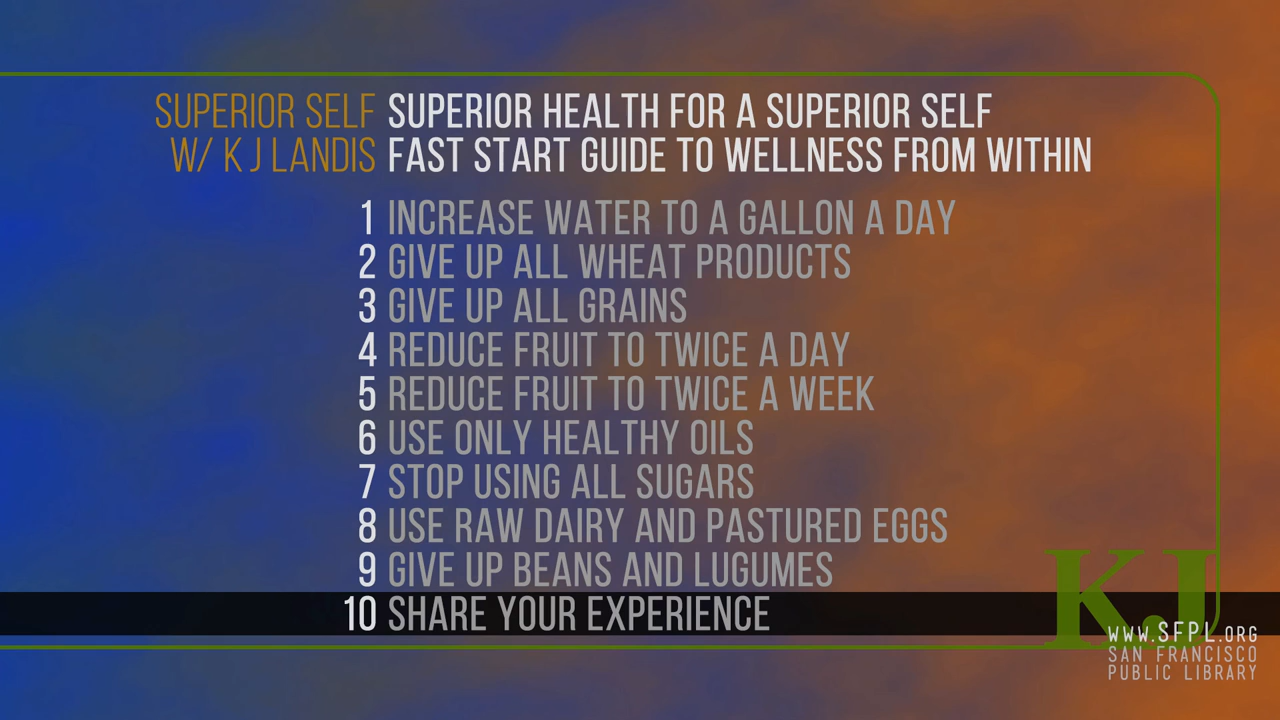 SUPERIOR SELF SUPERIOR HEALTH FOR A SUPERIOR SELF
W/ KJ LANDIS FAST START GUIDE TO WELLNESS FROM WITHIN
1 INCREASE WATER TO A GALLON A DAY
2 GIVE UP ALL WHEAT PRODUCTS
3 GIVE UP ALL GRAINS
4 REDUCE FRUIT TO TWICE A DAY
5 REDUCE FRUIT TO TWICE A WEEK
6 USE ONLY HEALTHY OILS
7 STOP USING ALL SUGARS
8 USE RAW DAIRY AND PASTURED EGGS
9 GIVE UP BEANS AND LUGUMES
10 SHARE YOUR EXPERIENCE
KJ
WWW.SFPL.ORG
SAN FRANCISCO
PUBLIC LIBRARY